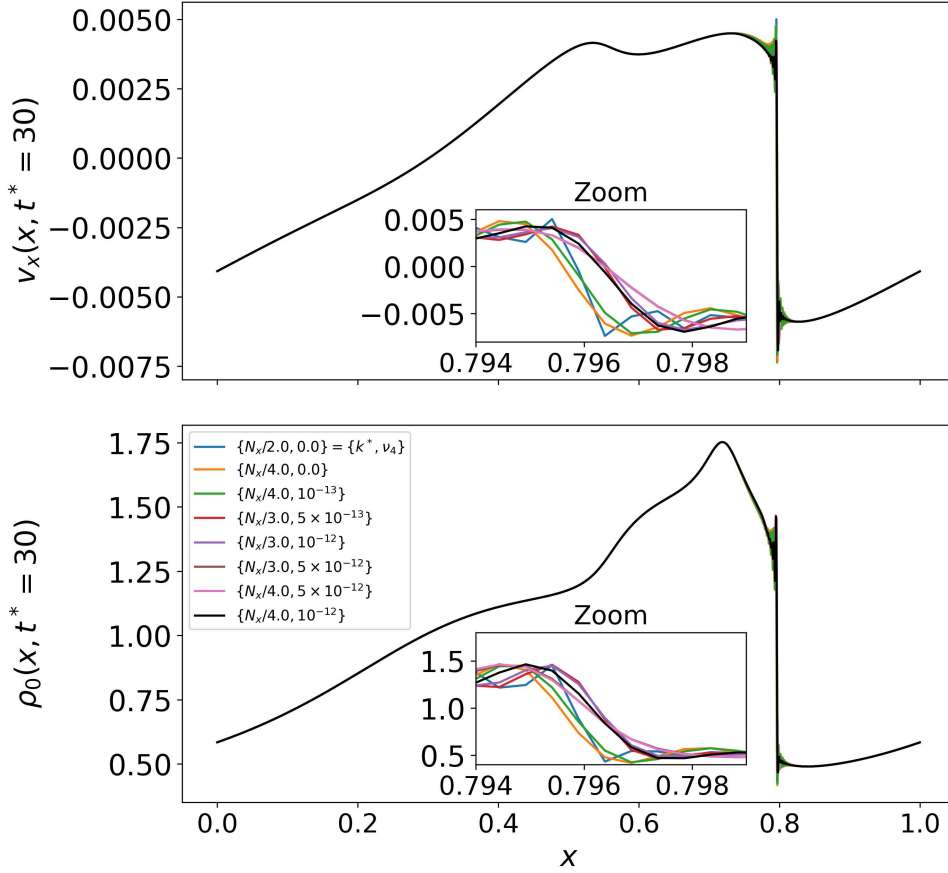 0.0050
0.0025
0.0000
−0.0025
−0.0050
−0.0075
v_x(x, t* = 30)
Zoom
0.005
0.000
−0.005
0.794 0.796 0.798
1.75
1.50
1.25
1.00
0.75
0.50
ρ_0(x, t* = 30)
{N_x/2.0, 0.0} = {k*, ν_4}
{N_x/4.0, 0.0}
{N_x/4.0, 10^{−13}}
{N_x/3.0, 5 × 10^{−13}}
{N_x/3.0, 10^{−12}}
{N_x/3.0, 5 × 10^{−12}}
{N_x/4.0, 5 × 10^{−12}}
{N_x/4.0, 10^{−12}}
Zoom
1.5
1.0
0.5
0.794 0.796 0.798
0.0 0.2 0.4 0.6 0.8 1.0
x